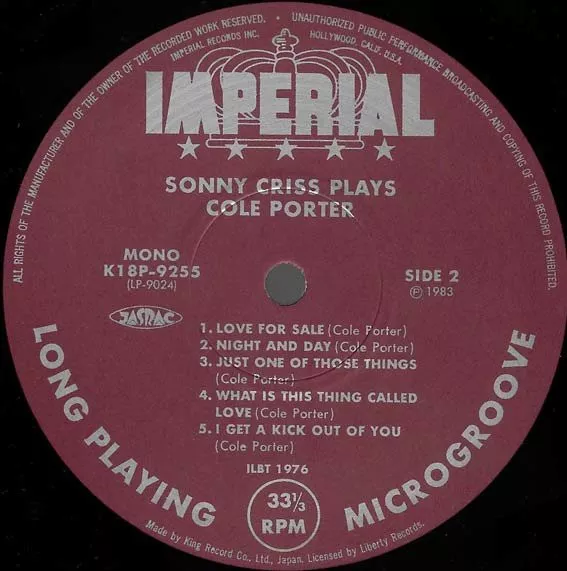 ALL RIGHTS OF THE MANUFACTURER AND OF THE OWNER OF THE RECORDED WORK RESERVED. • UNAUTHORIZED PUBLIC PERFORMANCE BROADCASTING AND COPYING OF THIS RECORD PROHIBITED.
IMPERIAL RECORDS INC. HOLLYWOOD, CALIF. U.S.A.
IMPERIAL
SONNY CRISS PLAYS
COLE PORTER
MONO
K18P-9255
(LP-9024)
SIDE 2
Ⓟ 1983
JASRAC
1. LOVE FOR SALE (Cole Porter)
2. NIGHT AND DAY (Cole Porter)
3. JUST ONE OF THOSE THINGS
(Cole Porter)
4. WHAT IS THIS THING CALLED
LOVE (Cole Porter)
5. I GET A KICK OUT OF YOU
(Cole Porter)
ILBT 1976
LONG PLAYING
33⅓
RPM
MICROGROOVE
Made by King Record Co., Ltd., Japan. Licensed by Liberty Records.